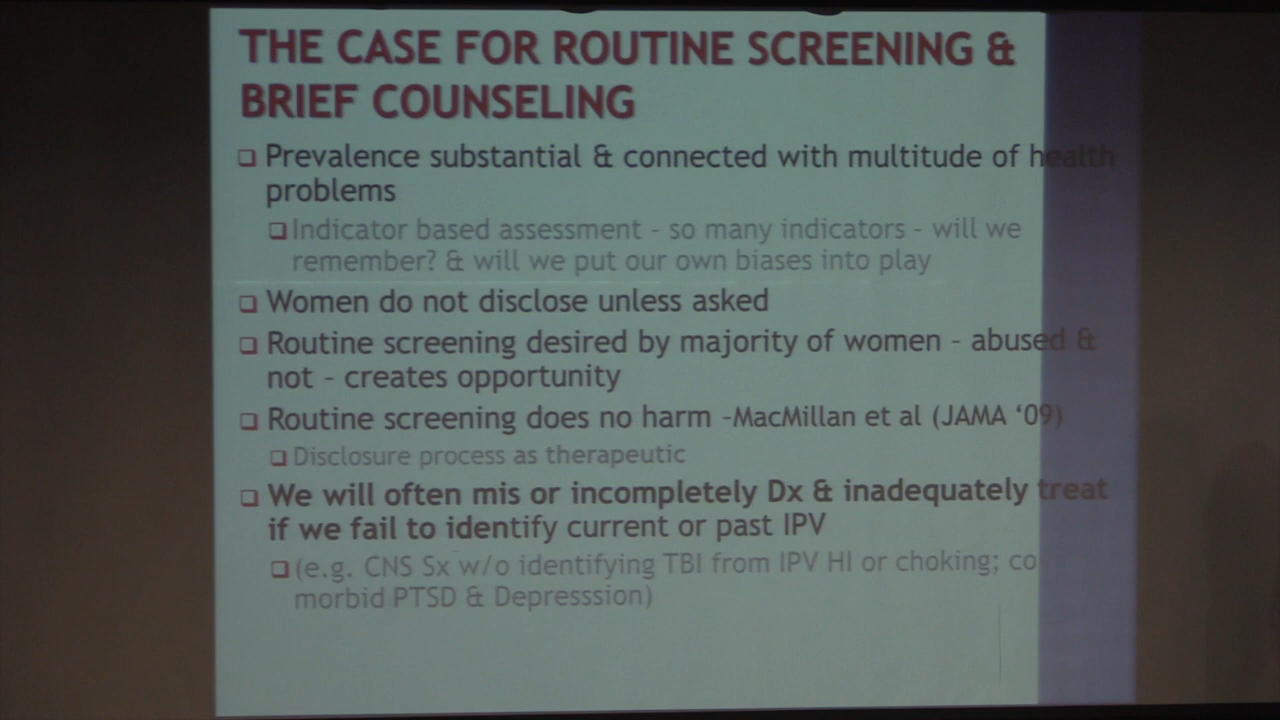 THE CASE FOR ROUTINE SCREENING &
BRIEF COUNSELING
Prevalence substantial & connected with multitude of health
problems
Indicator based assessment - so many indicators - will we
remember? & will we put our own biases into play
Women do not disclose unless asked
Routine screening desired by majority of women - abused &
not - creates opportunity
Routine screening does no harm -MacMillan et al (JAMA ‘09)
Disclosure process as therapeutic
We will often mis or incompletely Dx & inadequately treat
if we fail to identify current or past IPV
(e.g. CNS Sx w/o identifying TBI from IPV HI or choking; co
morbid PTSD & Depresssion)